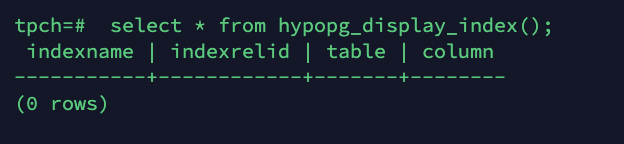 tpch=#  select * from hypopg_display_index();
 indexname | indexrelid | table | column
-----------+------------+-------+--------
(0 rows)